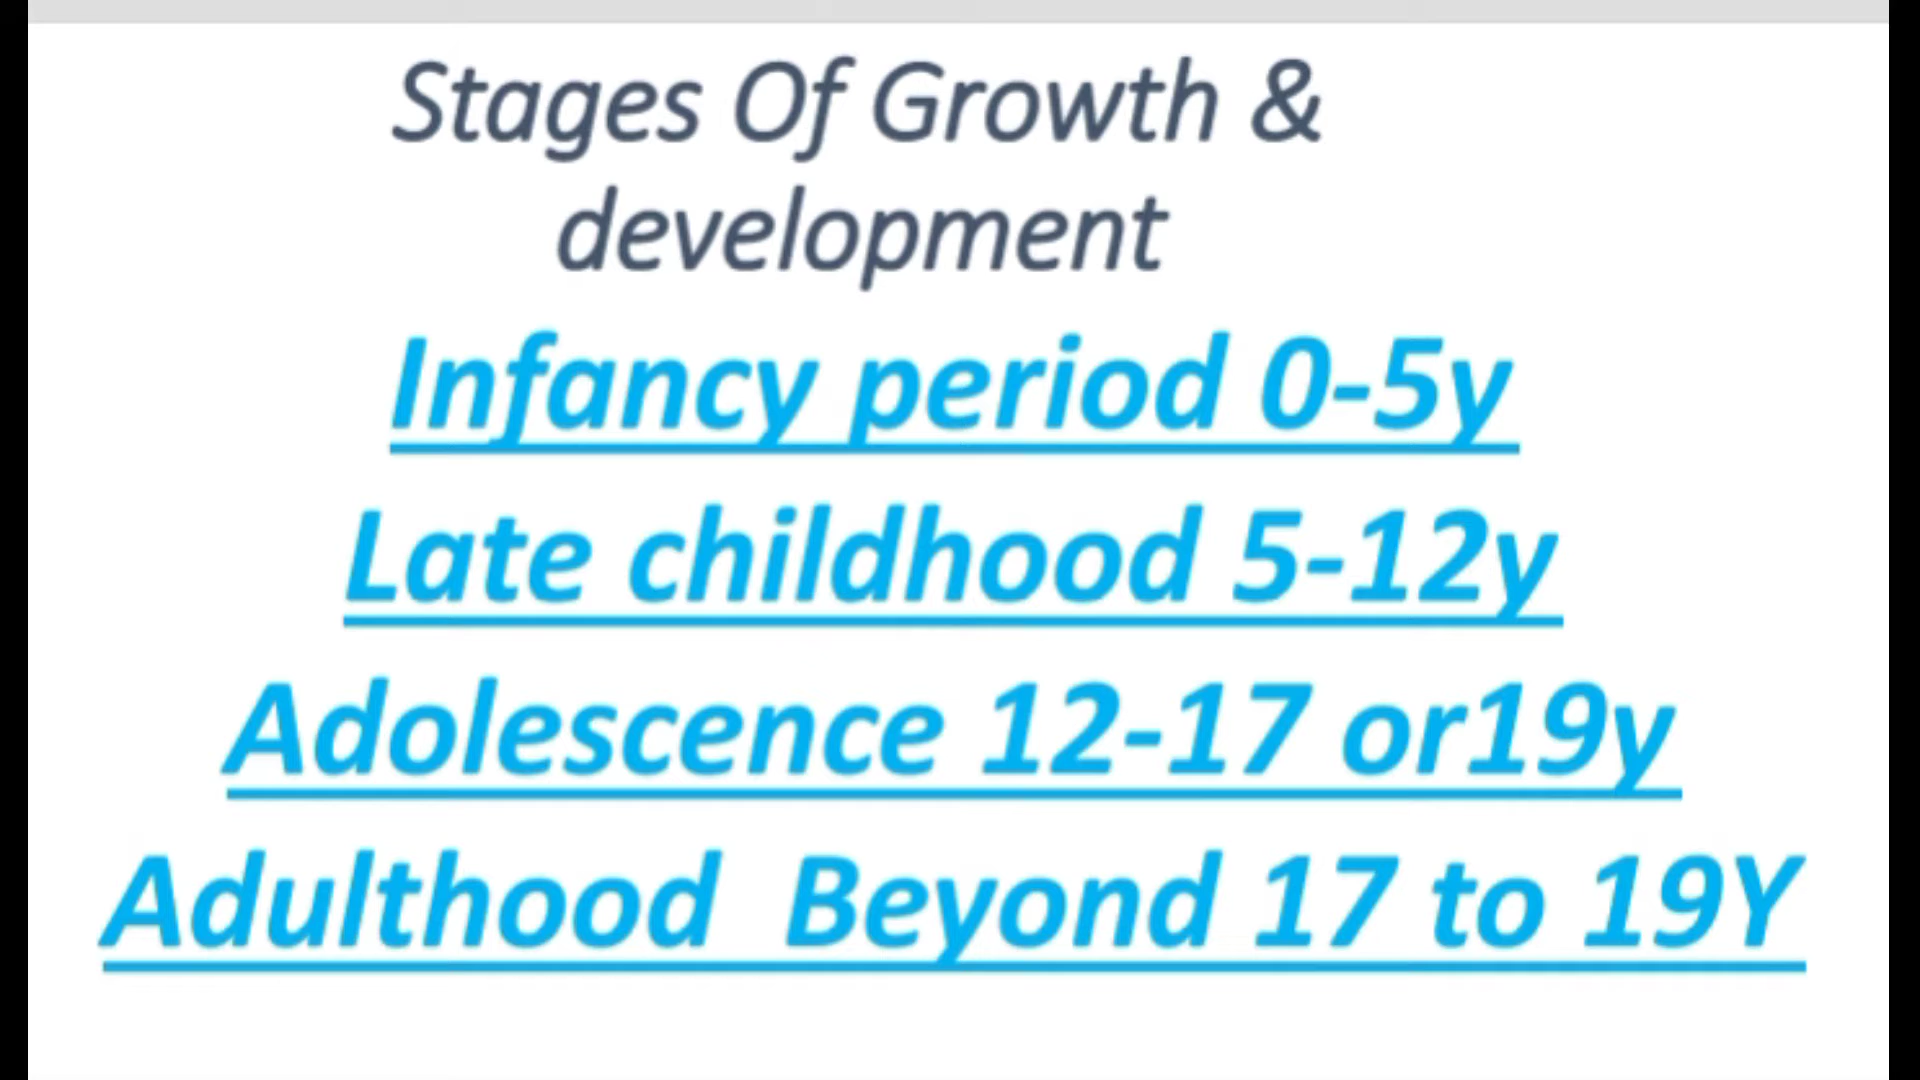 Stages Of Growth &
development
Infancy period 0-5y
Late childhood 5-12y
Adolescence 12-17 or19y
Adulthood  Beyond 17 to 19Y